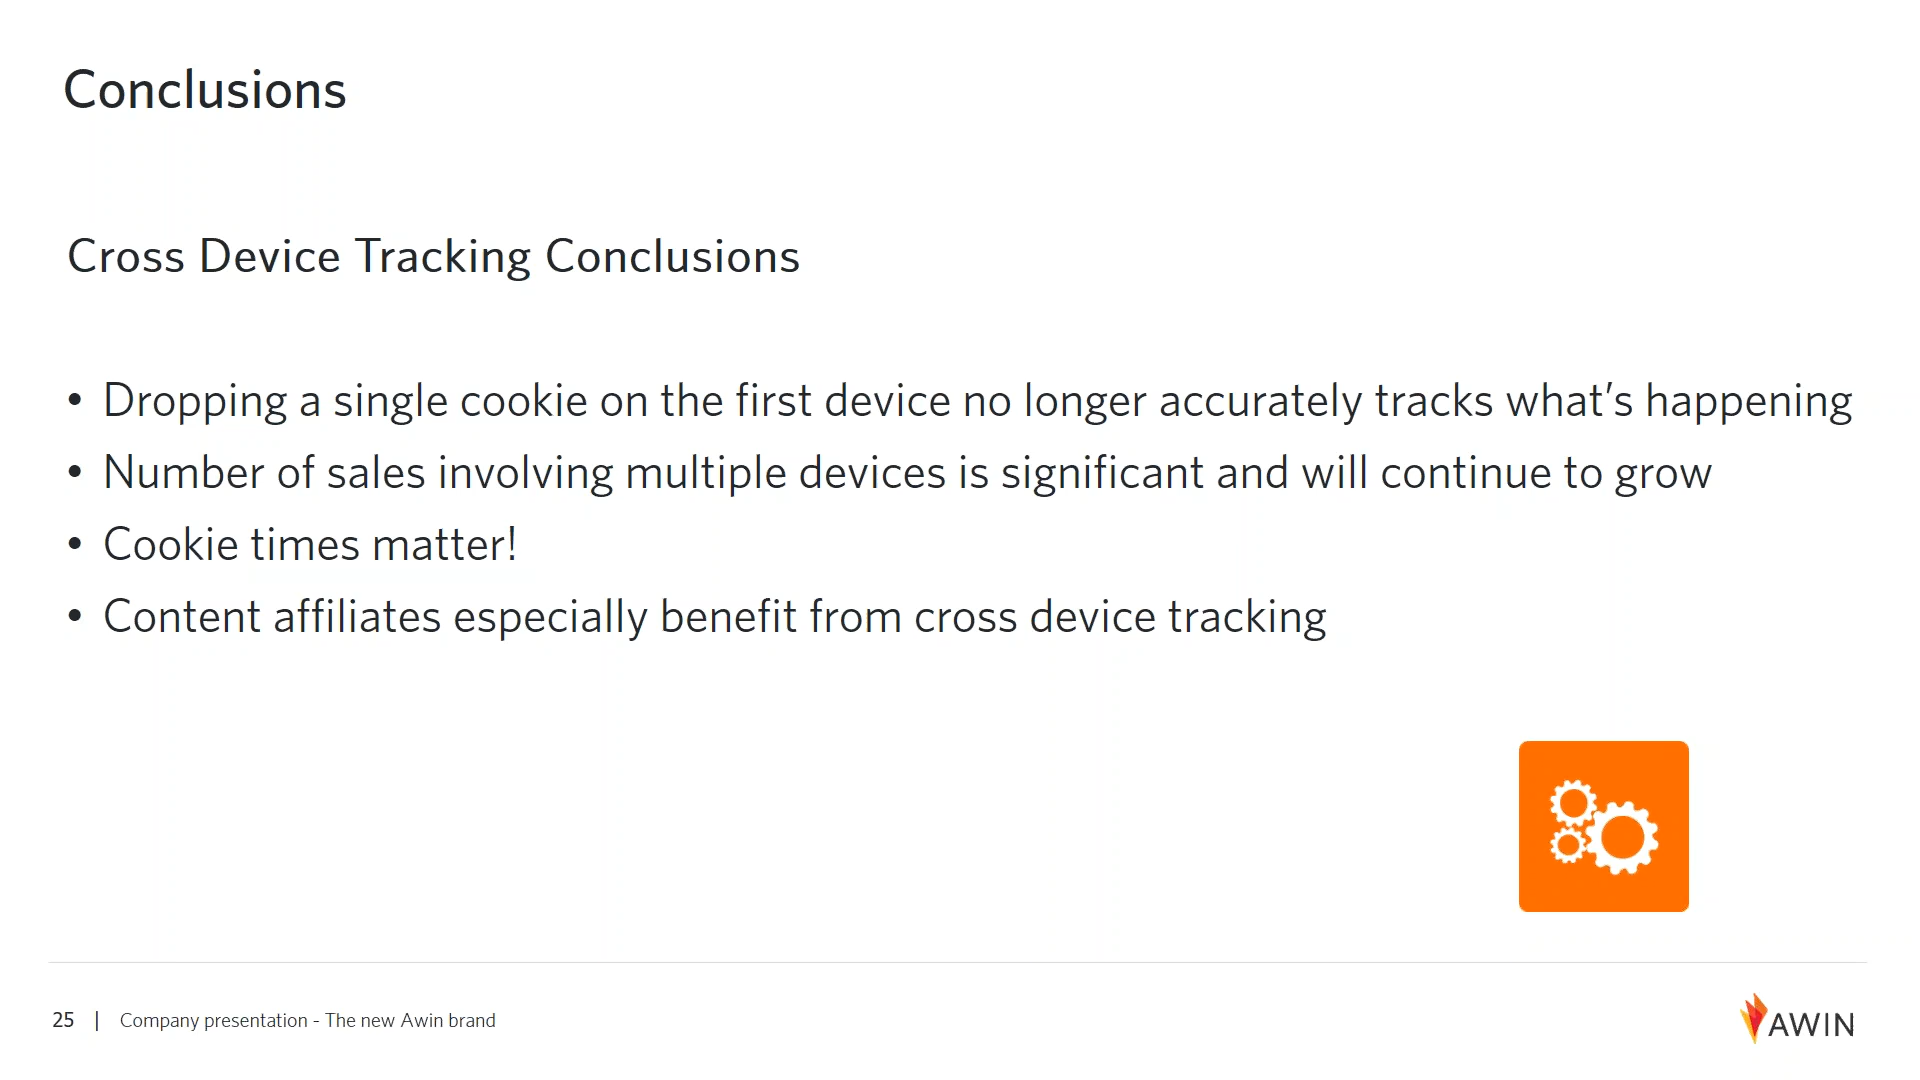 Conclusions
Cross Device Tracking Conclusions
• Dropping a single cookie on the first device no longer accurately tracks what’s happening
• Number of sales involving multiple devices is significant and will continue to grow
• Cookie times matter!
• Content affiliates especially benefit from cross device tracking
25 | Company presentation - The new Awin brand
AWIN